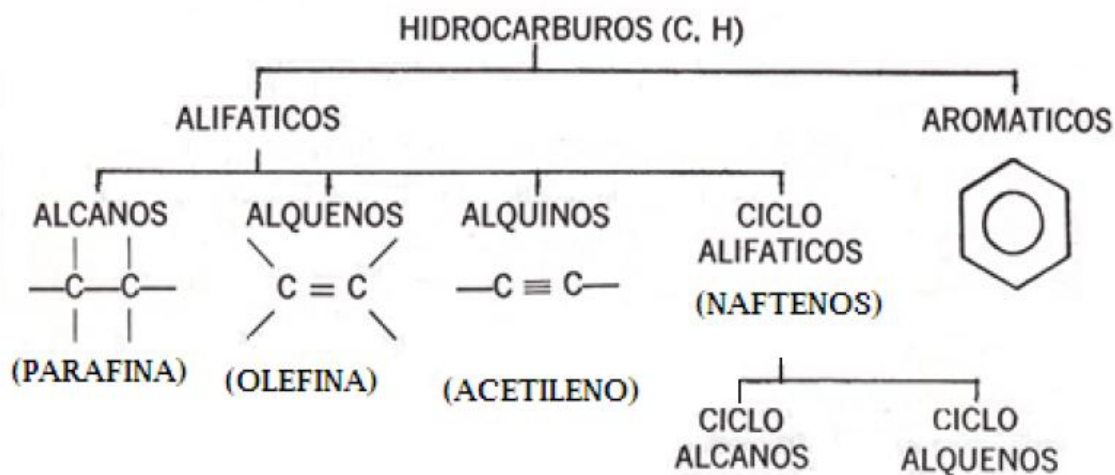 HIDROCARBUROS (C, H)
ALIFATICOS
AROMATICOS
ALCANOS
ALQUENOS
ALQUINOS
CICLO
ALIFATICOS
C C
C = C
C ≡ C
(NAFTENOS)
(PARAFINA)
(OLEFINA)
(ACETILENO)
CICLO
ALCANOS
CICLO
ALQUENOS